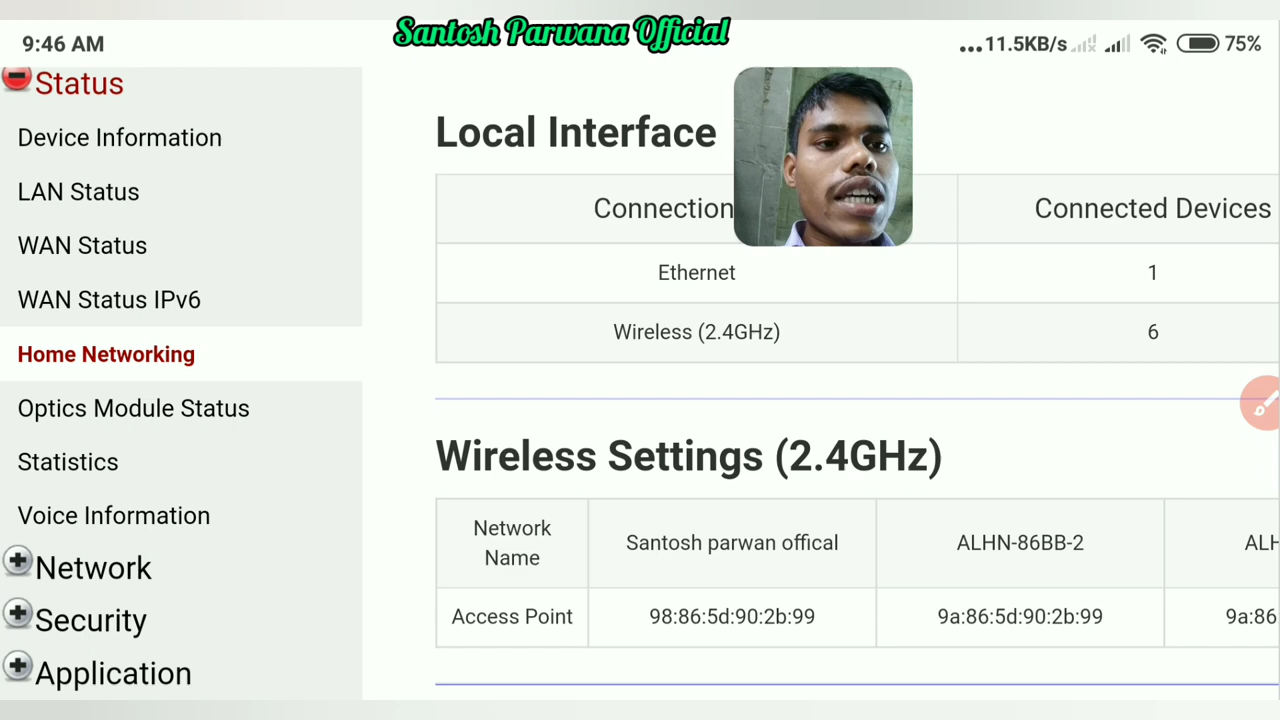 Santosh Parwana Official
9:46 AM
...11.5KB/s
75%
Status
Device Information
LAN Status
WAN Status
WAN Status IPv6
Home Networking
Optics Module Status
Statistics
Voice Information
Network
Security
Application
Local Interface
Connection Connected Devices
Ethernet 1
Wireless (2.4GHz) 6
Wireless Settings (2.4GHz)
Network
Name
Santosh parwan offical ALHN-86BB-2 ALH
Access Point 98:86:5d:90:2b:99 9a:86:5d:90:2b:99 9a:86